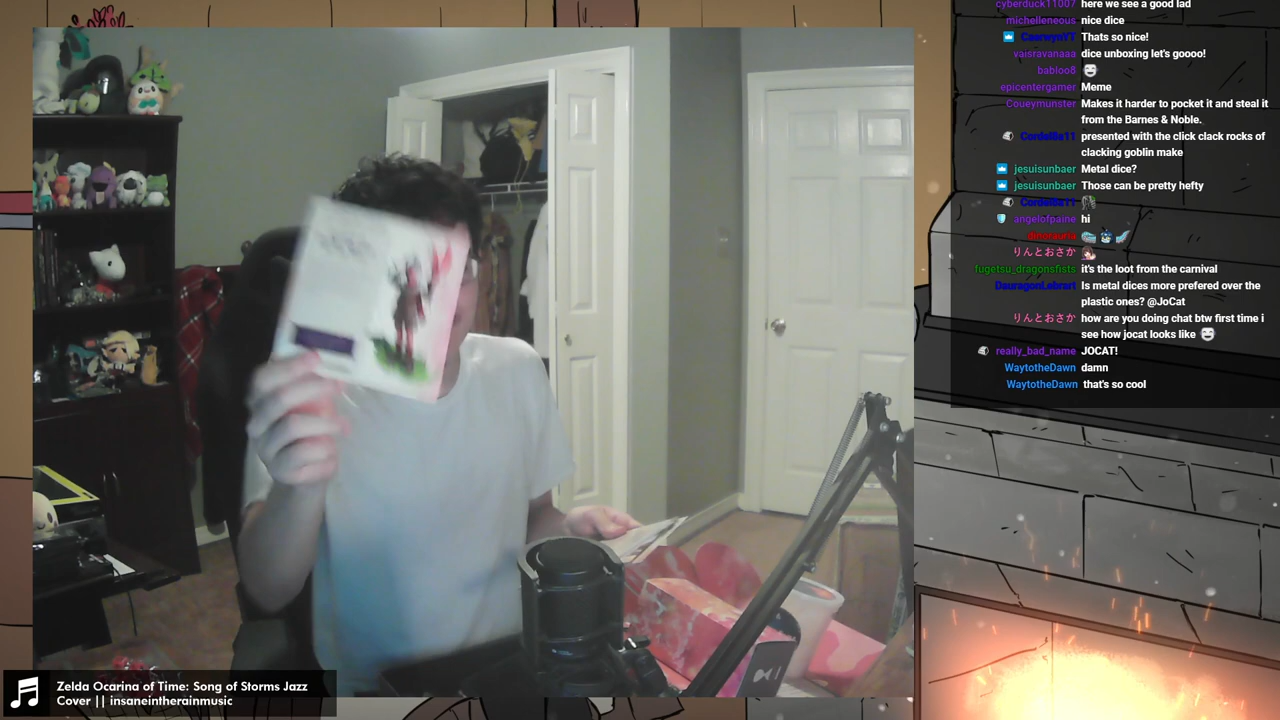 cyberduck11007 here we see a good lad
michelleneous nice dice
CaerwynYT Thats so nice!
vaisravanaaa dice unboxing let's goooo!
babloo8
epicentergamer Meme
Coueymunster Makes it harder to pocket it and steal it
from the Barnes & Noble.
Cordel8a11 presented with the click clack rocks of
clacking goblin make
jesuisunbaer Metal dice?
jesuisunbaer Those can be pretty hefty
Cordel8a11
angelofpaine hi
りんとおさか
fugetsu_dragonsfists it's the loot from the carnival
Is metal dices more prefered over the
plastic ones? @JoCat
りんとおさか how are you doing chat btw first time i
see how jocat looks like
really_bad_name JOCAT!
WaytotheDawn damn
WaytotheDawn that's so cool
Zelda Ocarina of Time: Song of Storms Jazz
Cover || insaneintherainmusic